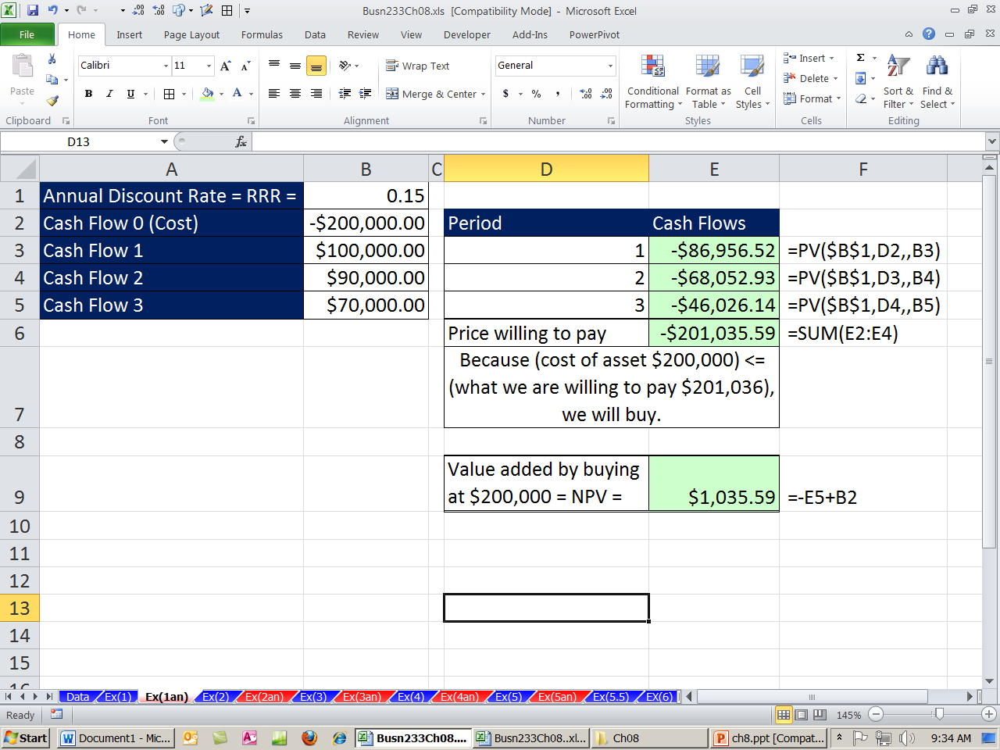 Busn233Ch08.xls [Compatibility Mode] - Microsoft Excel
File Home Insert Page Layout Formulas Data Review View Developer Add-Ins PowerPivot
Paste
Calibri 11
B I U
Wrap Text
Merge & Center
General
$ % ,
Conditional Formatting
Format as Table
Cell Styles
Insert
Delete
Format
Sort & Filter
Find & Select
Clipboard Font Alignment Number Styles Cells Editing
D13 fx
A B C D E F
1 Annual Discount Rate = RRR = 0.15
2 Cash Flow 0 (Cost) -$200,000.00 Period Cash Flows
3 Cash Flow 1 $100,000.00 1 -$86,956.52 =PV($B$1,D2,,B3)
4 Cash Flow 2 $90,000.00 2 -$68,052.93 =PV($B$1,D3,,B4)
5 Cash Flow 3 $70,000.00 3 -$46,026.14 =PV($B$1,D4,,B5)
6 Price willing to pay -$201,035.59 =SUM(E2:E4)
Because (cost of asset $200,000) <=
(what we are willing to pay $201,036),
7 we will buy.
8
Value added by buying
9 at $200,000 = NPV = $1,035.59 =-E5+B2
10
11
12
13
14
15
16
Data Ex(1) Ex(1an) Ex(2) Ex(2an) Ex(3) Ex(3an) Ex(4) Ex(4an) Ex(5) Ex(5an) Ex(5.5) EX(6)
Ready 145%
Start Document1 - Mic... Busn233Ch08.... Busn233Ch08..xl... Ch08 ch8.ppt [Compat... 9:34 AM